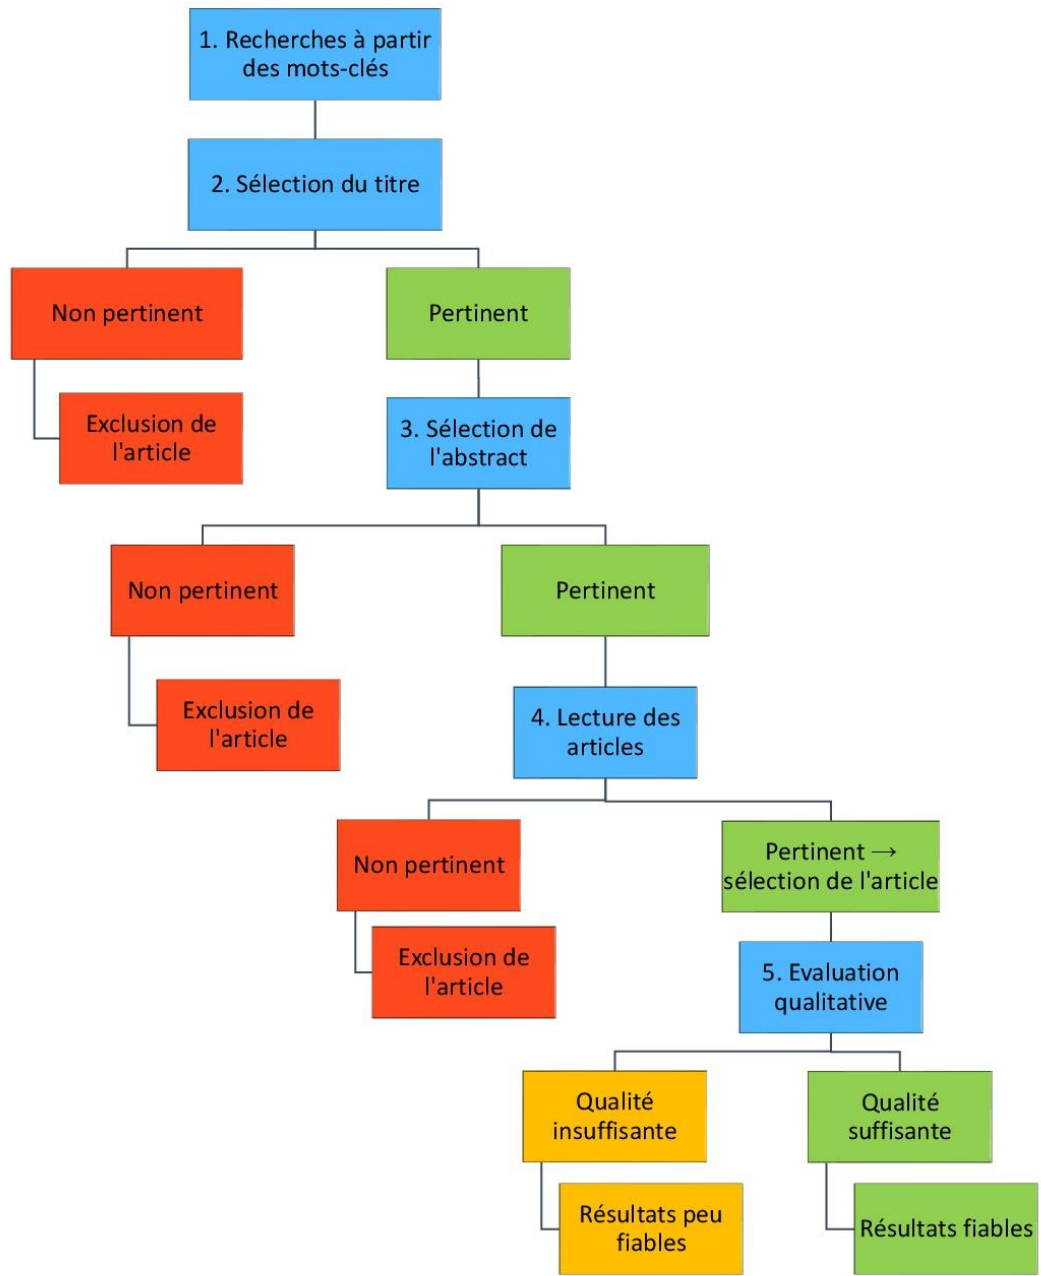 1. Recherches à partir
des mots-clés
2. Sélection du titre
Non pertinent
Pertinent
Exclusion de
l'article
3. Sélection de
l'abstract
Non pertinent
Pertinent
Exclusion de
l'article
4. Lecture des
articles
Non pertinent
Pertinent →
sélection de l'article
Exclusion de
l'article
5. Evaluation
qualitative
Qualité
insuffisante
Qualité
suffisante
Résultats peu
fiables
Résultats fiables